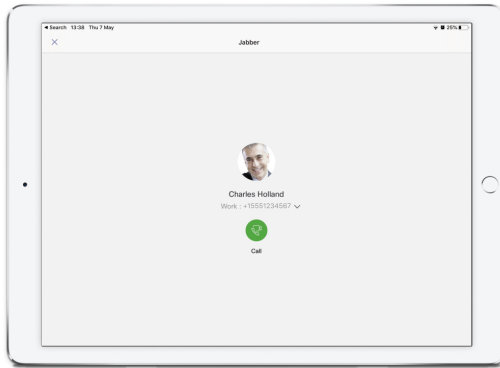 ◀ Search 13:38 Thu 7 May 25%
Jabber
Charles Holland
Work : +15551234567
Call